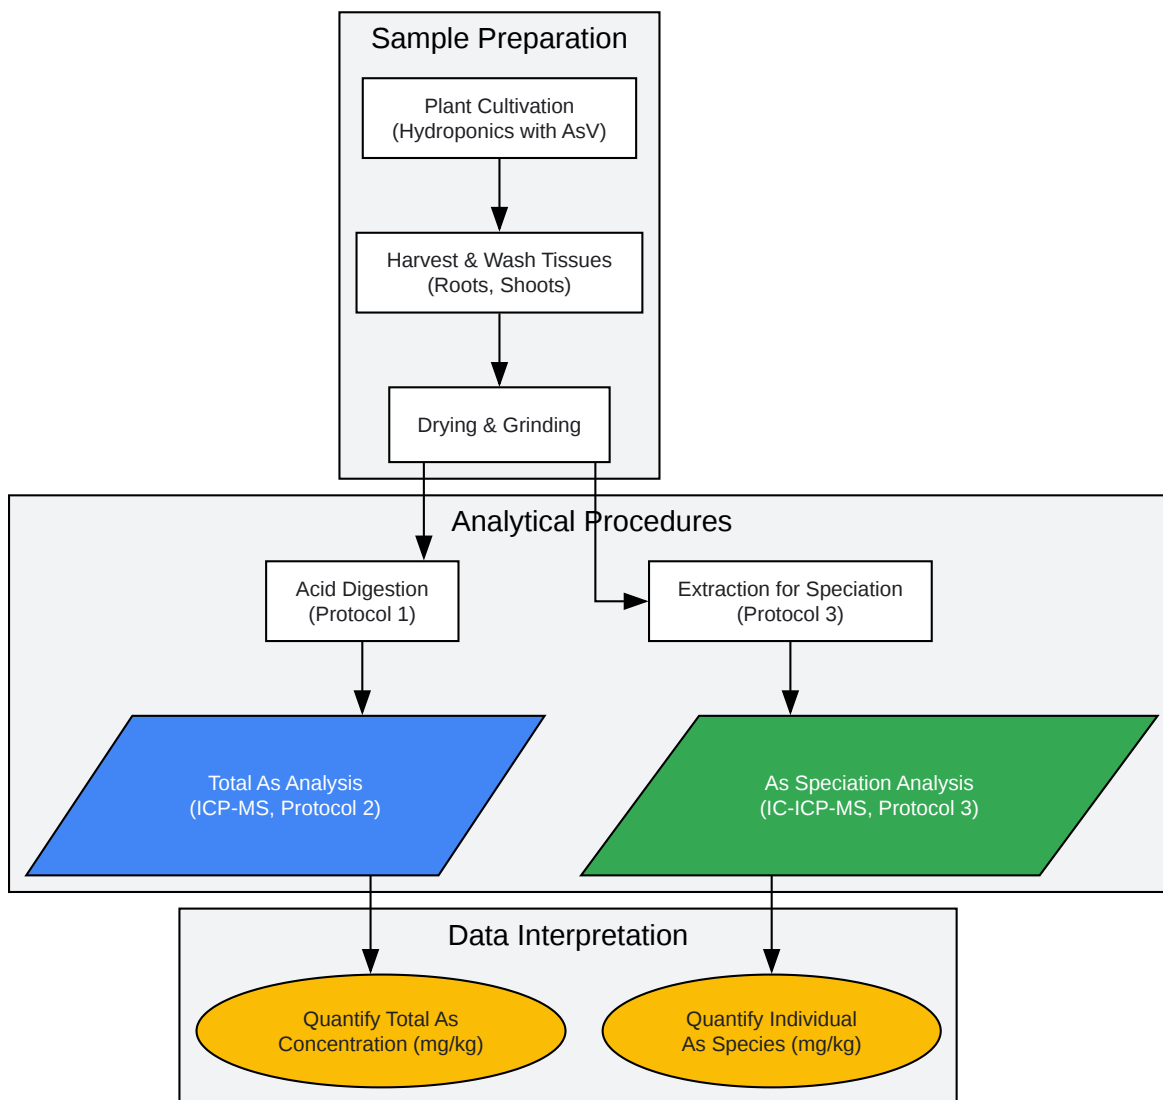 Sample Preparation
Plant Cultivation
(Hydroponics with AsV)
Harvest & Wash Tissues
(Roots, Shoots)
Drying & Grinding
Analytical Procedures
Acid Digestion
(Protocol 1)
Extraction for Speciation
(Protocol 3)
Total As Analysis
(ICP-MS, Protocol 2)
As Speciation Analysis
(IC-ICP-MS, Protocol 3)
Data Interpretation
Quantify Total As
Concentration (mg/kg)
Quantify Individual
As Species (mg/kg)